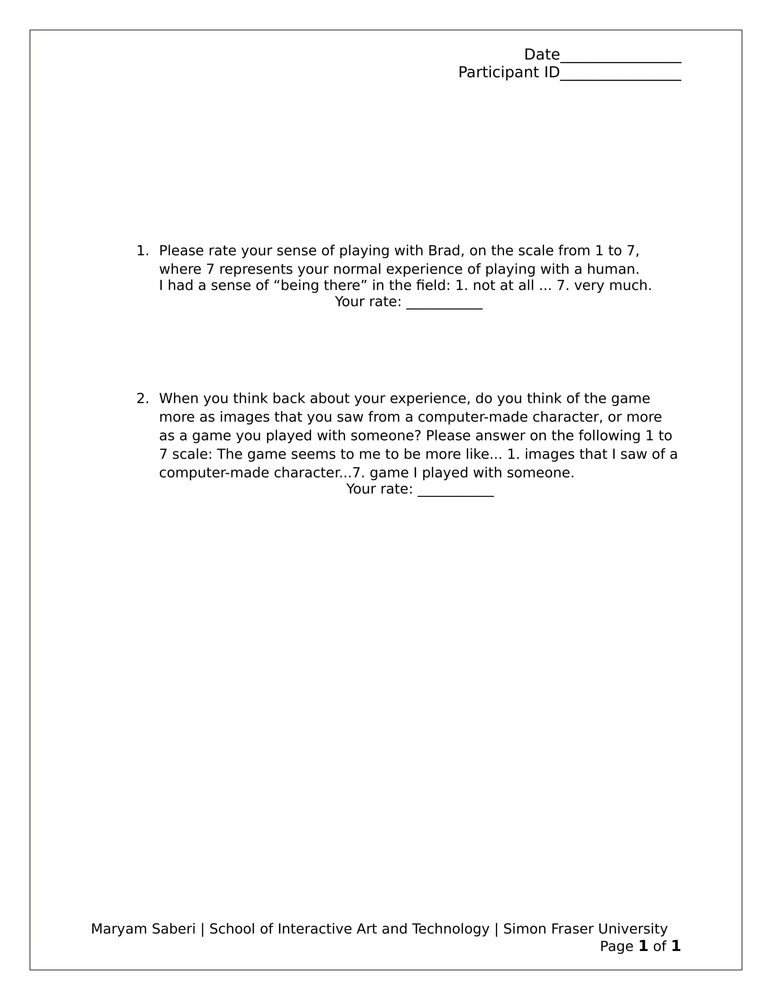 Date________________
Participant ID________________
1. Please rate your sense of playing with Brad, on the scale from 1 to 7,
where 7 represents your normal experience of playing with a human.
I had a sense of “being there” in the field: 1. not at all ... 7. very much.
Your rate: ___________
2. When you think back about your experience, do you think of the game
more as images that you saw from a computer-made character, or more
as a game you played with someone? Please answer on the following 1 to
7 scale: The game seems to me to be more like... 1. images that I saw of a
computer-made character...7. game I played with someone.
Your rate: ___________
Maryam Saberi | School of Interactive Art and Technology | Simon Fraser University
Page 1 of 1